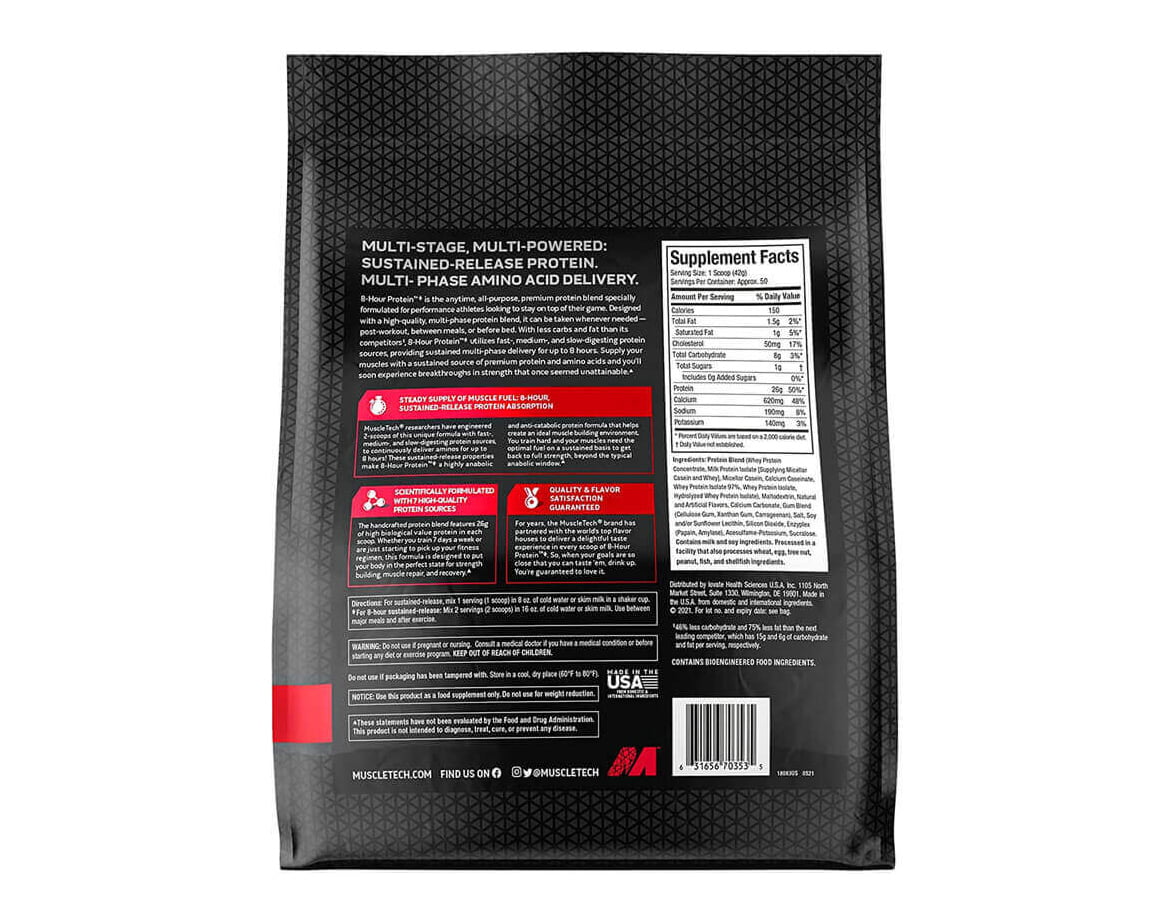 MULTI-STAGE, MULTI-POWERED:
SUSTAINED-RELEASE PROTEIN.
MULTI- PHASE AMINO ACID DELIVERY.
8-Hour Protein™‡ is the anytime, all-purpose, premium protein blend specially
formulated for performance athletes looking to stay on top of their game. Designed
with a high-quality, multi-phase protein blend, it can be taken whenever needed—
post-workout, between meals, or before bed. With less carbs and fat than its
competitors¹, 8-Hour Protein™‡ utilizes fast-, medium-, and slow-digesting protein
sources, providing sustained multi-phase delivery for up to 8 hours. Supply your
muscles with a sustained source of premium protein and amino acids and you'll
soon experience breakthroughs in strength that once seemed unattainable.▲
STEADY SUPPLY OF MUSCLE FUEL: 8-HOUR,
SUSTAINED-RELEASE PROTEIN ABSORPTION
MuscleTech® researchers have engineered
2-scoops of this unique formula with fast-,
medium-, and slow-digesting protein sources,
to continuously deliver aminos for up to
8 hours! These sustained-release properties
make 8-Hour Protein™‡ a highly anabolic
and anti-catabolic protein formula that helps
create an ideal muscle building environment.
You train hard and your muscles need the
optimal fuel on a sustained basis to get
back to full strength, beyond the typical
anabolic window.▲
SCIENTIFICALLY FORMULATED
WITH 7 HIGH-QUALITY
PROTEIN SOURCES
The handcrafted protein blend features 26g
of high biological value protein in each
scoop. Whether you train 7 days a week or
are just starting to pick up your fitness
regimen, this formula is designed to put
your body in the perfect state for strength
building, muscle repair, and recovery.▲
QUALITY & FLAVOR
SATISFACTION
GUARANTEED
For years, the MuscleTech® brand has
partnered with the world's top flavor
houses to deliver a delightful taste
experience in every scoop of 8-Hour
Protein™‡. So, when your goals are so
close that you can taste 'em, drink up.
You're guaranteed to love it.
Directions: For sustained-release, mix 1 serving (1 scoop) in 8 oz. of cold water or skim milk in a shaker cup.
‡ For 8-hour sustained-release: Mix 2 servings (2 scoops) in 16 oz. of cold water or skim milk. Use between
major meals and after exercise.
WARNING: Do not use if pregnant or nursing. Consult a medical doctor if you have a medical condition or before
starting any diet or exercise program. KEEP OUT OF REACH OF CHILDREN.
Do not use if packaging has been tampered with. Store in a cool, dry place (60°F to 80°F).
NOTICE: Use this product as a food supplement only. Do not use for weight reduction.
▲These statements have not been evaluated by the Food and Drug Administration.
This product is not intended to diagnose, treat, cure, or prevent any disease.
MADE IN THE
USA
FROM DOMESTIC &
INTERNATIONAL INGREDIENTS
MUSCLETECH.COM FIND US ON @MUSCLETECH
Supplement Facts
Serving Size: 1 Scoop (42g)
Servings Per Container: Approx. 50
Amount Per Serving % Daily Value
Calories 150
Total Fat 1.5g 2%*
Saturated Fat 1g 5%*
Cholesterol 50mg 17%
Total Carbohydrate 8g 3%*
Total Sugars 1g †
Includes 0g Added Sugars 0%*
Protein 26g 50%*
Calcium 620mg 48%
Sodium 190mg 8%
Potassium 140mg 3%
* Percent Daily Values are based on a 2,000 calorie diet.
† Daily Value not established.
Ingredients: Protein Blend (Whey Protein
Concentrate, Milk Protein Isolate [Supplying Micellar
Casein and Whey], Micellar Casein, Calcium Caseinate,
Whey Protein Isolate 97%, Whey Protein Isolate,
Hydrolyzed Whey Protein Isolate), Maltodextrin, Natural
and Artificial Flavors, Calcium Carbonate, Gum Blend
(Cellulose Gum, Xanthan Gum, Carrageenan), Salt, Soy
and/or Sunflower Lecithin, Silicon Dioxide, Enzyplex
(Papain, Amylase), Acesulfame-Potassium, Sucralose.
Contains milk and soy ingredients. Processed in a
facility that also processes wheat, egg, tree nut,
peanut, fish, and shellfish ingredients.
Distributed by Iovate Health Sciences U.S.A. Inc. 1105 North
Market Street, Suite 1330, Wilmington, DE 19801, Made in
the U.S.A. from domestic and international ingredients.
© 2021. For lot no. and expiry date: see bag.
¹46% less carbohydrate and 75% less fat than the next
leading competitor, which has 15g and 6g of carbohydrate
and fat per serving, respectively.
CONTAINS BIOENGINEERED FOOD INGREDIENTS.
6 31656 70353 5